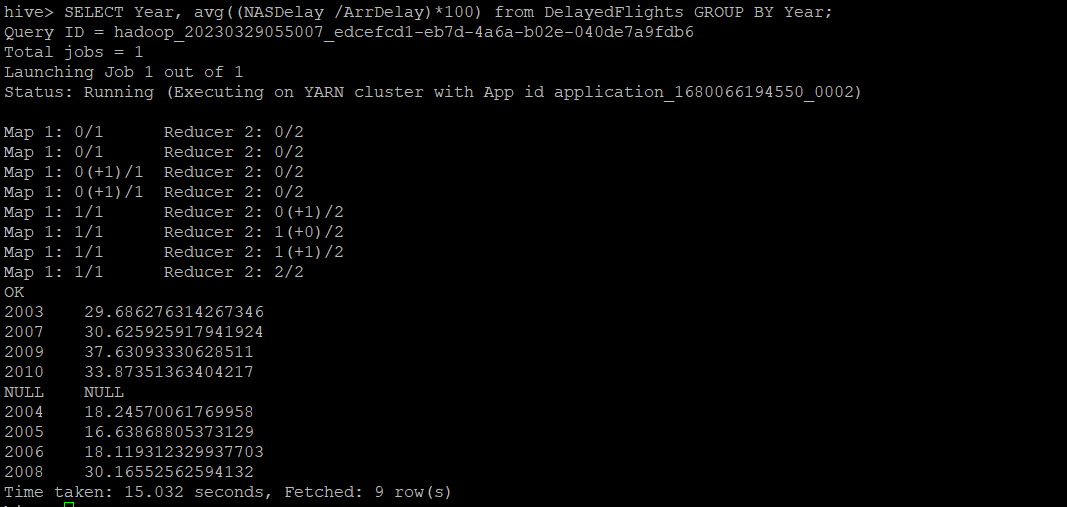 hive> SELECT Year, avg((NASDelay /ArrDelay)*100) from DelayedFlights GROUP BY Year;
Query ID = hadoop_20230329055007_edcefcd1-eb7d-4a6a-b02e-040de7a9fdb6
Total jobs = 1
Launching Job 1 out of 1
Status: Running (Executing on YARN cluster with App id application_1680066194550_0002)
Map 1: 0/1      Reducer 2: 0/2
Map 1: 0/1      Reducer 2: 0/2
Map 1: 0(+1)/1  Reducer 2: 0/2
Map 1: 0(+1)/1  Reducer 2: 0/2
Map 1: 1/1      Reducer 2: 0(+1)/2
Map 1: 1/1      Reducer 2: 1(+0)/2
Map 1: 1/1      Reducer 2: 1(+1)/2
Map 1: 1/1      Reducer 2: 2/2
OK
2003    29.686276314267346
2007    30.625925917941924
2009    37.63093330628511
2010    33.87351363404217
NULL    NULL
2004    18.24570061769958
2005    16.63868805373129
2006    18.119312329937703
2008    30.16552562594132
Time taken: 15.032 seconds, Fetched: 9 row(s)